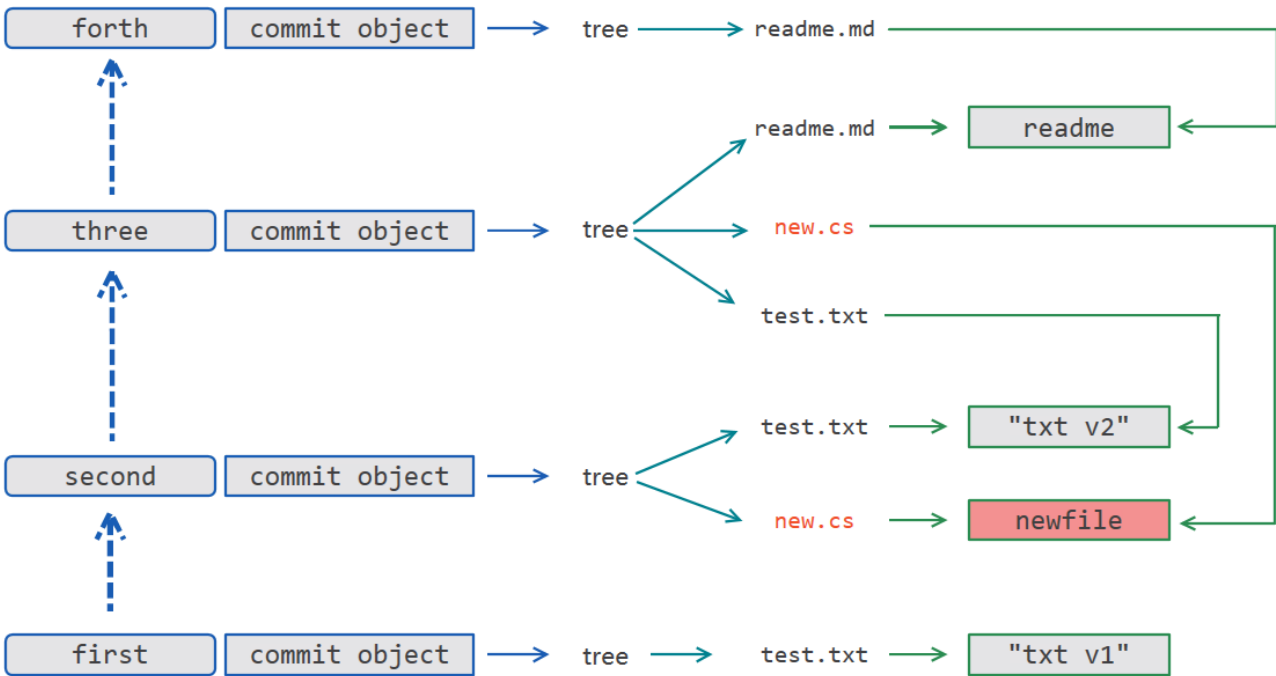 forth commit object tree readme.md
readme.md readme
three commit object tree new.cs
test.txt
test.txt "txt v2"
second commit object tree
new.cs newfile
first commit object tree test.txt "txt v1"